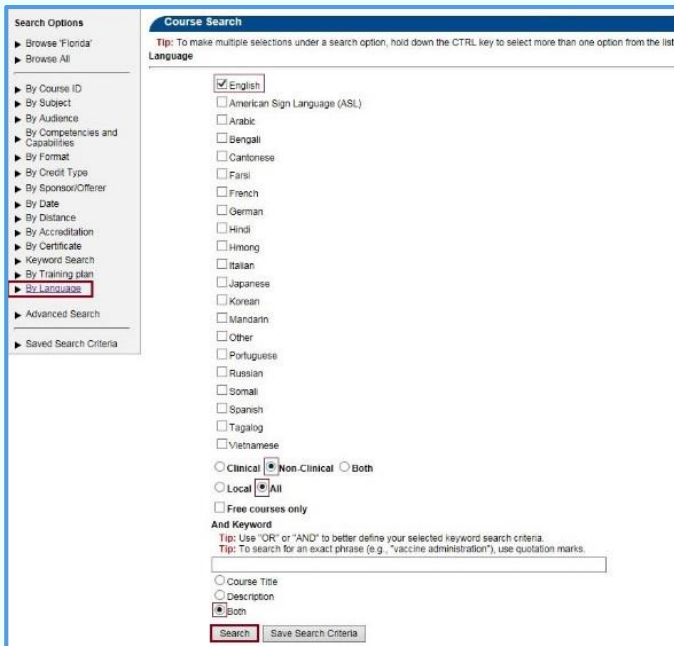 Search Options
Browse 'Florida'
Browse All
By Course ID
By Subject
By Audience
By Competencies and
Capabilities
By Format
By Credit Type
By Sponsor/Offerer
By Date
By Distance
By Accreditation
By Certificate
Keyword Search
By Training plan
By Language
Advanced Search
Saved Search Criteria
Course Search
Tip: To make multiple selections under a search option, hold down the CTRL key to select more than one option from the list
Language
English
American Sign Language (ASL)
Arabic
Bengali
Cantonese
Farsi
French
German
Hindi
Hmong
Italian
Japanese
Korean
Mandarin
Other
Portuguese
Russian
Somali
Spanish
Tagalog
Vietnamese
Clinical Non-Clinical Both
Local All
Free courses only
And Keyword
Tip: Use "OR" or "AND" to better define your selected keyword search criteria.
Tip: To search for an exact phrase (e.g., "vaccine administration"), use quotation marks.
Course Title
Description
Both
Search Save Search Criteria